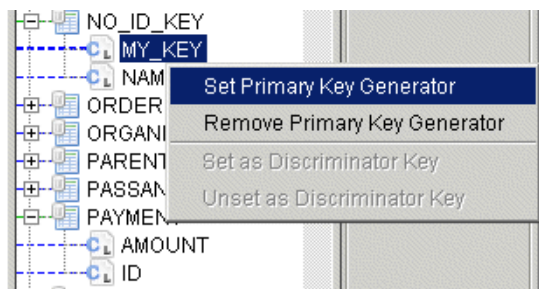 NO_ID_KEY
MY_KEY
NAM
Set Primary Key Generator
ORDER
Remove Primary Key Generator
ORGANI
PARENT
Set as Discriminator Key
PASSAN
Unset as Discriminator Key
PAYMENT
AMOUNT
ID